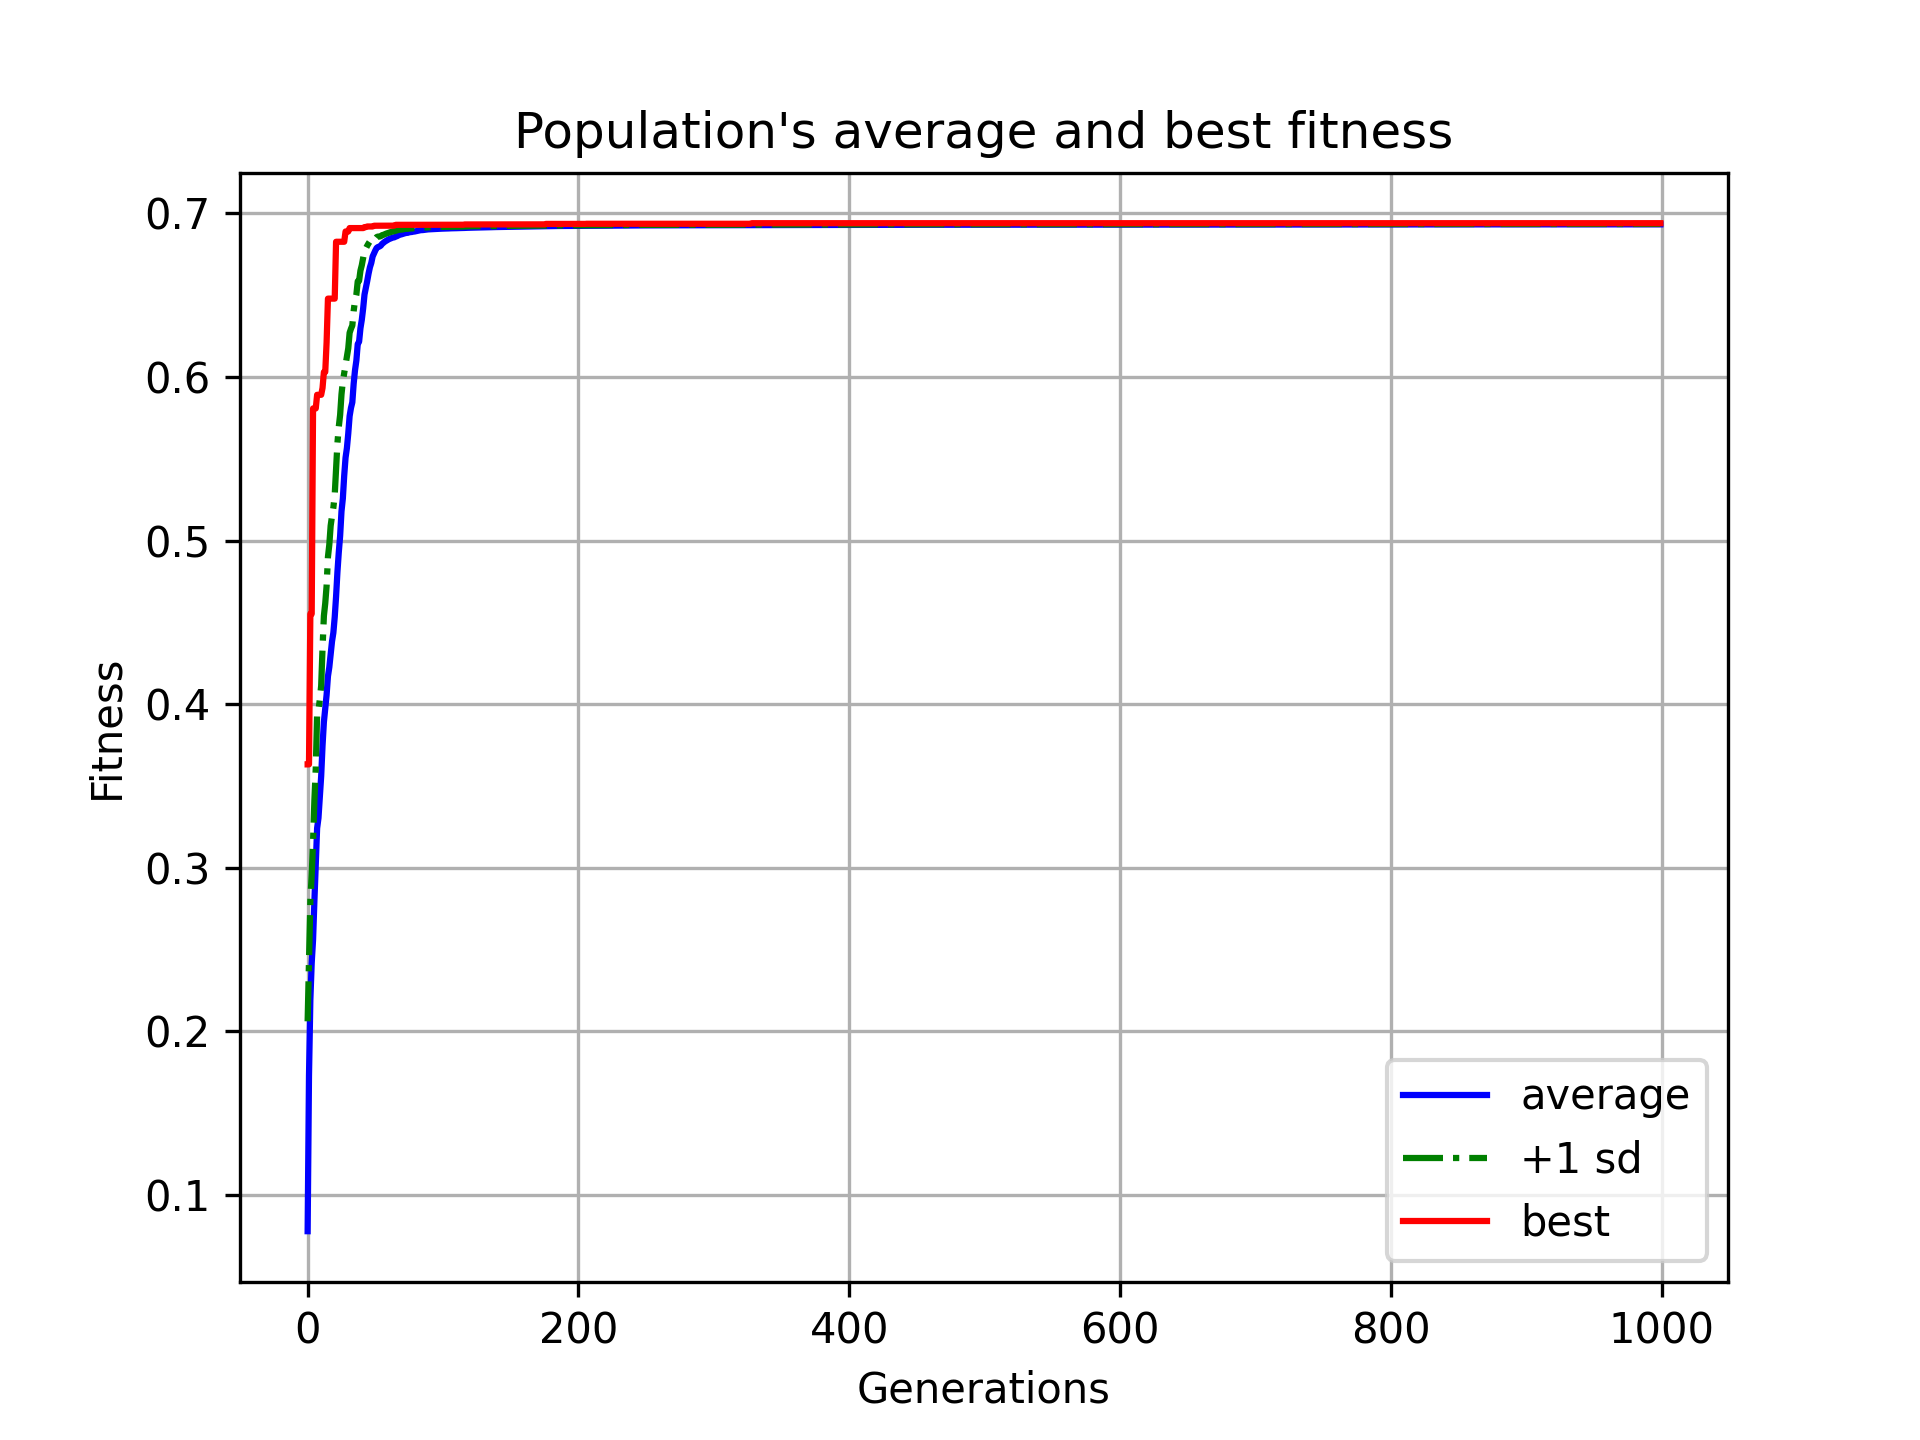 Population's average and best fitness
0.7
0.6
0.5
0.4
0.3
0.2
0.1
Fitness
0 200 400 600 800 1000
Generations
average
+1 sd
best